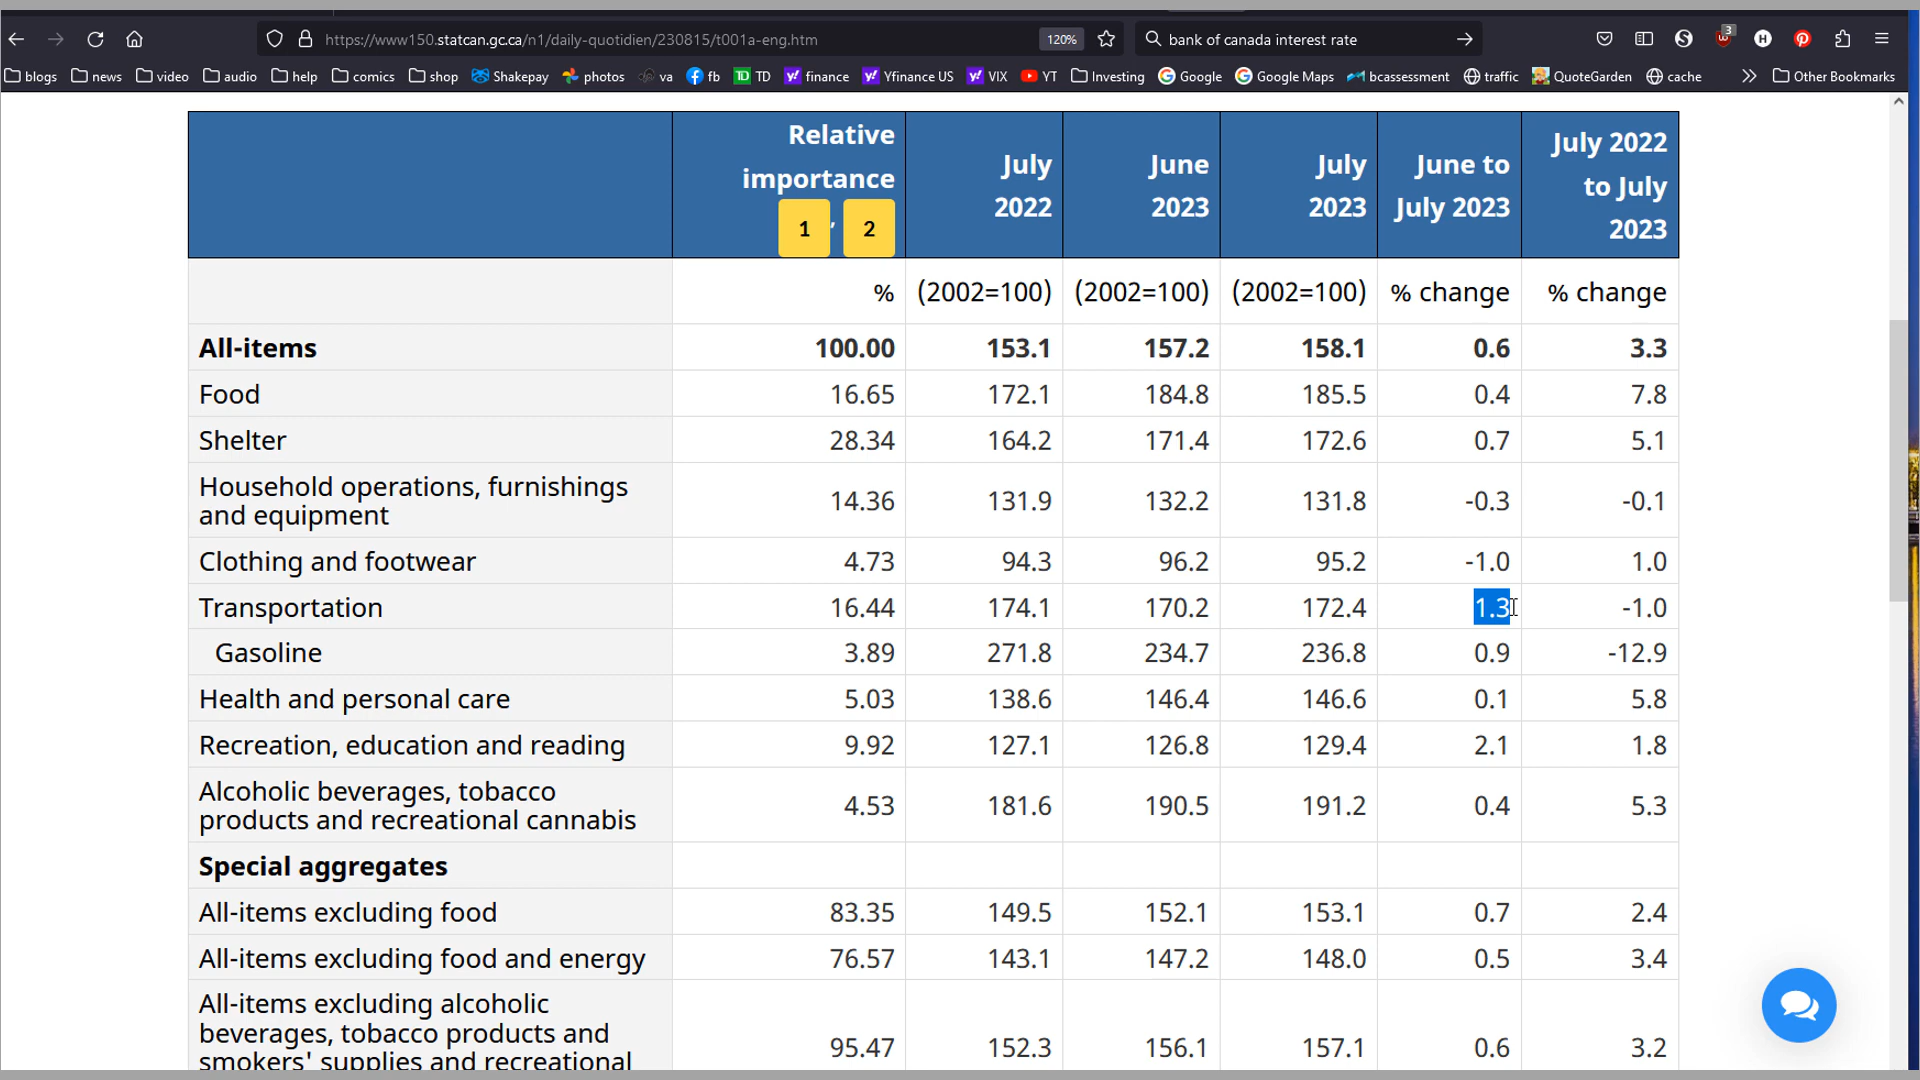 https://www150.statcan.gc.ca/n1/daily-quotidien/230815/t001a-eng.htm 120% bank of canada interest rate 3
blogs news video audio help comics shop Shakepay photos va fb TD TD finance Yfinance US VIX YT Investing Google Google Maps bcassessment traffic QuoteGarden cache Other Bookmarks
Relative importance 1, 2 July 2022 June 2023 July 2023 June to July 2023 July 2022 to July 2023
% (2002=100) (2002=100) (2002=100) % change % change
All-items 100.00 153.1 157.2 158.1 0.6 3.3
Food 16.65 172.1 184.8 185.5 0.4 7.8
Shelter 28.34 164.2 171.4 172.6 0.7 5.1
Household operations, furnishings
and equipment 14.36 131.9 132.2 131.8 -0.3 -0.1
Clothing and footwear 4.73 94.3 96.2 95.2 -1.0 1.0
Transportation 16.44 174.1 170.2 172.4 1.3 -1.0
Gasoline 3.89 271.8 234.7 236.8 0.9 -12.9
Health and personal care 5.03 138.6 146.4 146.6 0.1 5.8
Recreation, education and reading 9.92 127.1 126.8 129.4 2.1 1.8
Alcoholic beverages, tobacco
products and recreational cannabis 4.53 181.6 190.5 191.2 0.4 5.3
Special aggregates
All-items excluding food 83.35 149.5 152.1 153.1 0.7 2.4
All-items excluding food and energy 76.57 143.1 147.2 148.0 0.5 3.4
All-items excluding alcoholic
beverages, tobacco products and
smokers' supplies and recreational 95.47 152.3 156.1 157.1 0.6 3.2